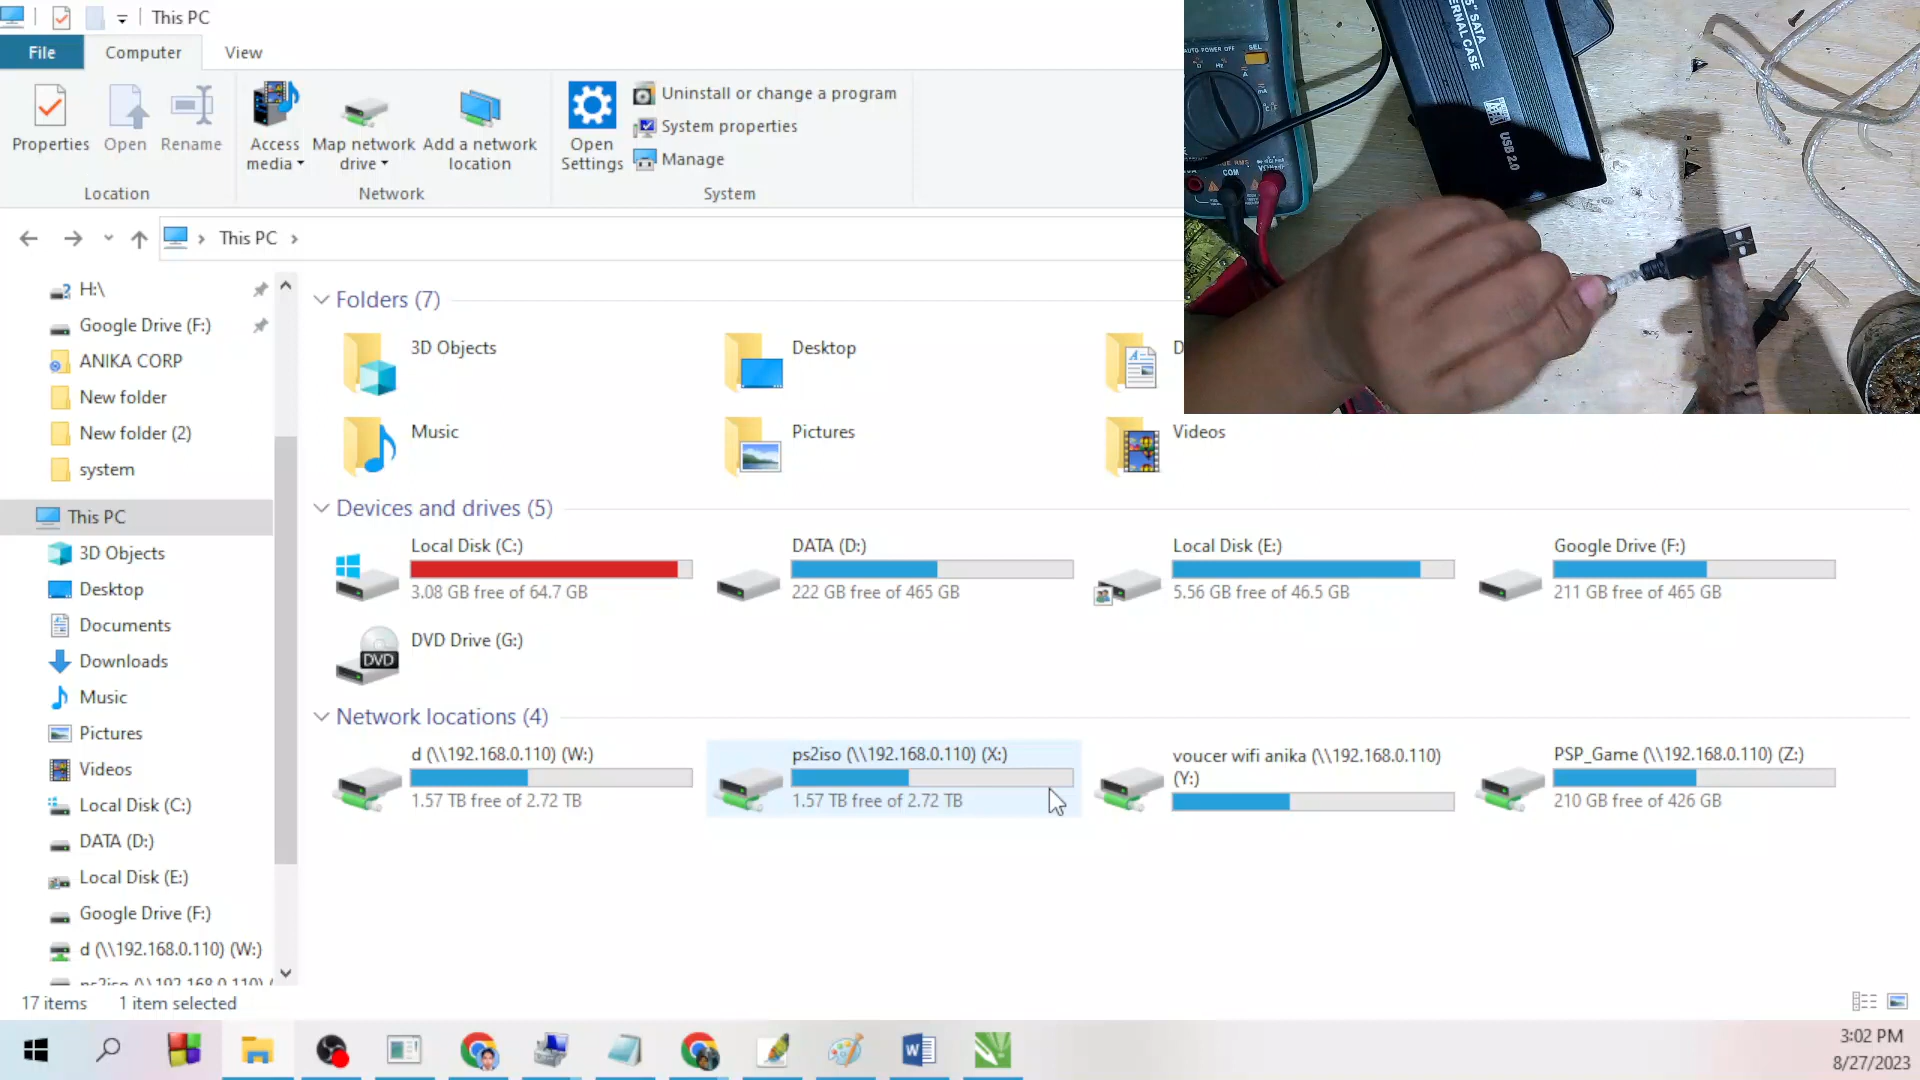 This PC
File
Computer
View
Properties
Open
Rename
Access media
Map network drive
Add a network location
Open Settings
Uninstall or change a program
System properties
Manage
Location
Network
System
This PC
H:\
Google Drive (F:)
ANIKA CORP
New folder
New folder (2)
system
This PC
3D Objects
Desktop
Documents
Downloads
Music
Pictures
Videos
Local Disk (C:)
DATA (D:)
Local Disk (E:)
Google Drive (F:)
d (\\192.168.0.110) (W:)
Folders (7)
3D Objects
Desktop
D
Music
Pictures
Videos
Devices and drives (5)
Local Disk (C:)
3.08 GB free of 64.7 GB
DATA (D:)
222 GB free of 465 GB
Local Disk (E:)
5.56 GB free of 46.5 GB
Google Drive (F:)
211 GB free of 465 GB
DVD
DVD Drive (G:)
Network locations (4)
d (\\192.168.0.110) (W:)
1.57 TB free of 2.72 TB
ps2iso (\\192.168.0.110) (X:)
1.57 TB free of 2.72 TB
voucer wifi anika (\\192.168.0.110)
(Y:)
PSP_Game (\\192.168.0.110) (Z:)
210 GB free of 426 GB
17 items
1 item selected
3:02 PM
8/27/2023
AUTO POWER OFF
SEL
COM
5" SATA
USB 2.0